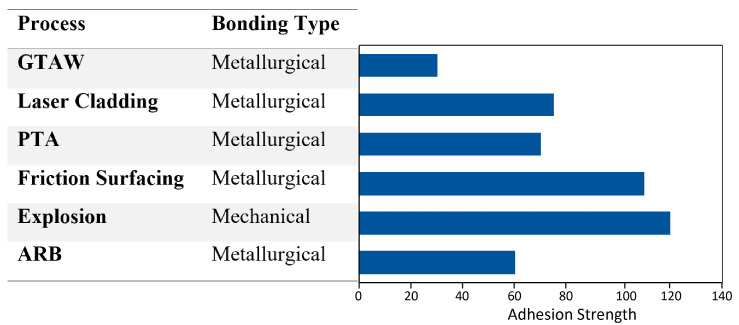 Process Bonding Type
GTAW Metallurgical
Laser Cladding Metallurgical
PTA Metallurgical
Friction Surfacing Metallurgical
Explosion Mechanical
ARB Metallurgical
0 20 40 60 80 100 120 140
Adhesion Strength